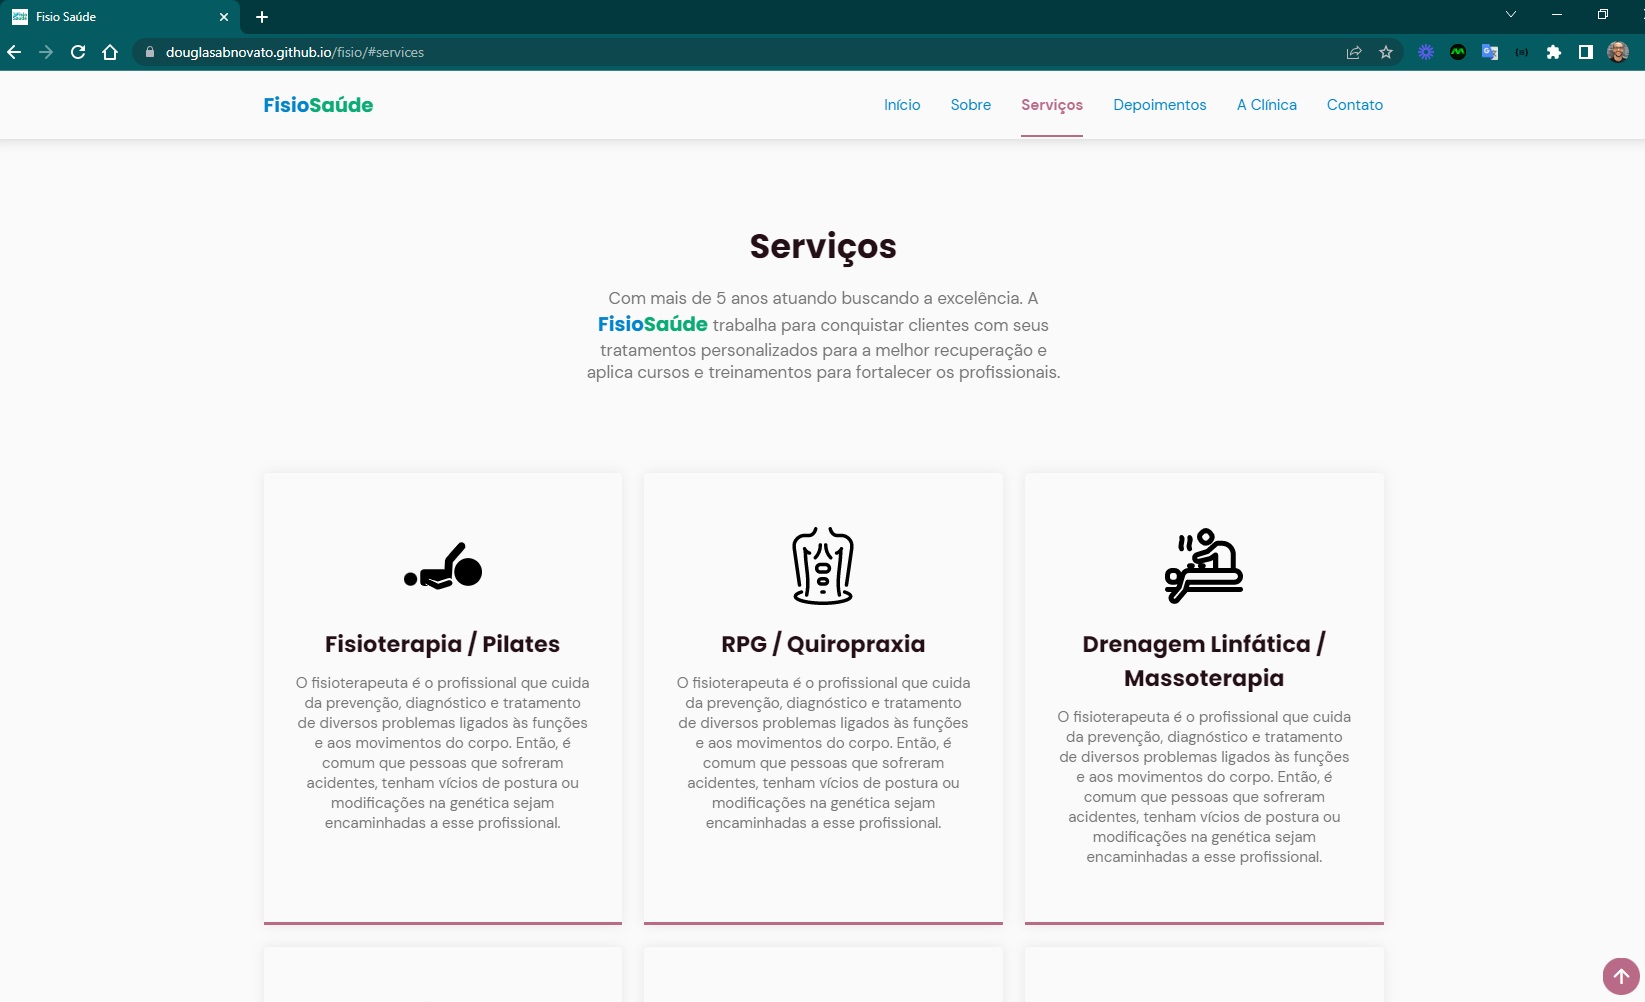 Fisio Saúde
douglasabnovato.github.io/fisio/#services
FisioSaúde
Início Sobre Serviços Depoimentos A Clínica Contato
Serviços
Com mais de 5 anos atuando buscando a excelência. A
FisioSaúde trabalha para conquistar clientes com seus
tratamentos personalizados para a melhor recuperação e
aplica cursos e treinamentos para fortalecer os profissionais.
Fisioterapia / Pilates
O fisioterapeuta é o profissional que cuida
da prevenção, diagnóstico e tratamento
de diversos problemas ligados às funções
e aos movimentos do corpo. Então, é
comum que pessoas que sofreram
acidentes, tenham vícios de postura ou
modificações na genética sejam
encaminhadas a esse profissional.
RPG / Quiropraxia
O fisioterapeuta é o profissional que cuida
da prevenção, diagnóstico e tratamento
de diversos problemas ligados às funções
e aos movimentos do corpo. Então, é
comum que pessoas que sofreram
acidentes, tenham vícios de postura ou
modificações na genética sejam
encaminhadas a esse profissional.
Drenagem Linfática /
Massoterapia
O fisioterapeuta é o profissional que cuida
da prevenção, diagnóstico e tratamento
de diversos problemas ligados às funções
e aos movimentos do corpo. Então, é
comum que pessoas que sofreram
acidentes, tenham vícios de postura ou
modificações na genética sejam
encaminhadas a esse profissional.